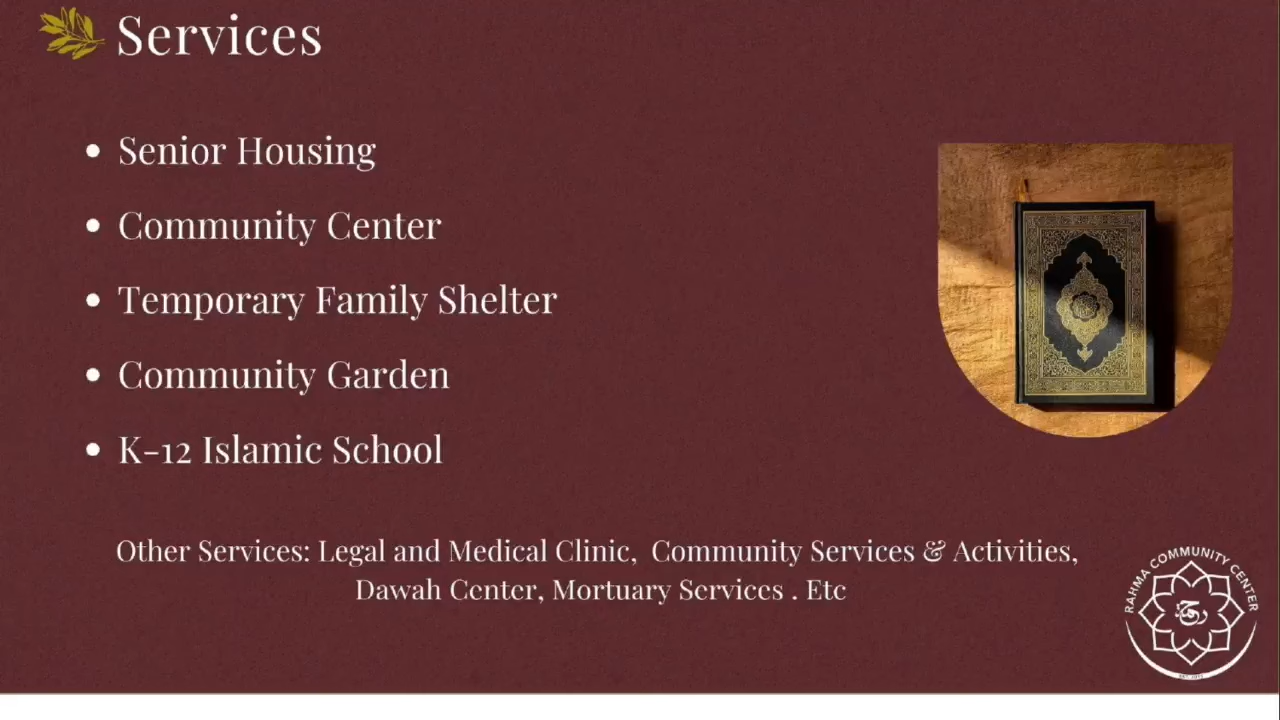 Services
Senior Housing
Community Center
Temporary Family Shelter
Community Garden
K-12 Islamic School
Other Services: Legal and Medical Clinic, Community Services & Activities,
Dawah Center, Mortuary Services . Etc
RAHMA COMMUNITY CENTER